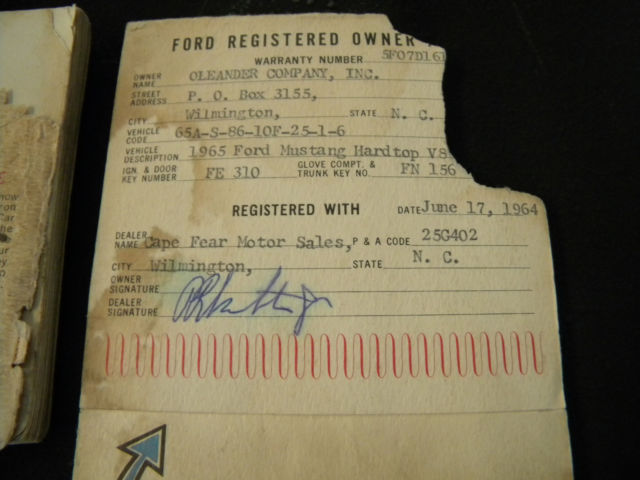 FORD REGISTERED OWNER
WARRANTY NUMBER 5F07D161
OWNER NAME OLEANDER COMPANY, INC.
STREET ADDRESS P. O. Box 3155,
CITY Wilmington, STATE N. C.
VEHICLE CODE 65A-S-86-10F-25-1-6
VEHICLE DESCRIPTION 1965 Ford Mustang Hardtop V8
IGN. & DOOR KEY NUMBER FE 310 GLOVE COMPT. & TRUNK KEY NO. FN 156
REGISTERED WITH DATE June 17, 1964
DEALER NAME Cape Fear Motor Sales, P & A CODE 25G402
CITY Wilmington, STATE N. C.
OWNER SIGNATURE
DEALER SIGNATURE